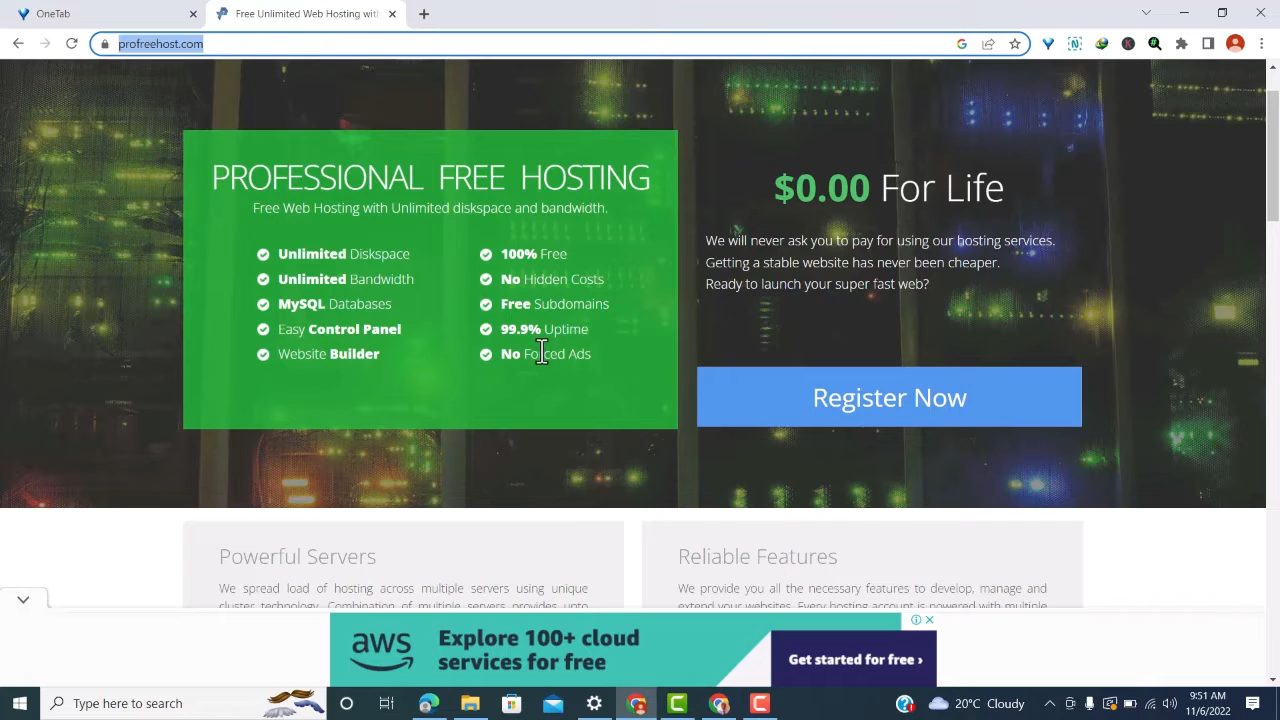 OneTab
Free Unlimited Web Hosting with
profreehost.com
PROFESSIONAL FREE HOSTING
Free Web Hosting with Unlimited diskspace and bandwidth.
Unlimited Diskspace
Unlimited Bandwidth
MySQL Databases
Easy Control Panel
Website Builder
100% Free
No Hidden Costs
Free Subdomains
99.9% Uptime
No Forced Ads
$0.00 For Life
We will never ask you to pay for using our hosting services.
Getting a stable website has never been cheaper.
Ready to launch your super fast web?
Register Now
Powerful Servers
We spread load of hosting across multiple servers using unique
cluster technology. Combination of multiple servers provides upto
Reliable Features
We provide you all the necessary features to develop, manage and
extend your websites. Every hosting account is powered with multiple
aws
Explore 100+ cloud
services for free
Get started for free ›
Type here to search
20°C Cloudy
9:51 AM
11/6/2022